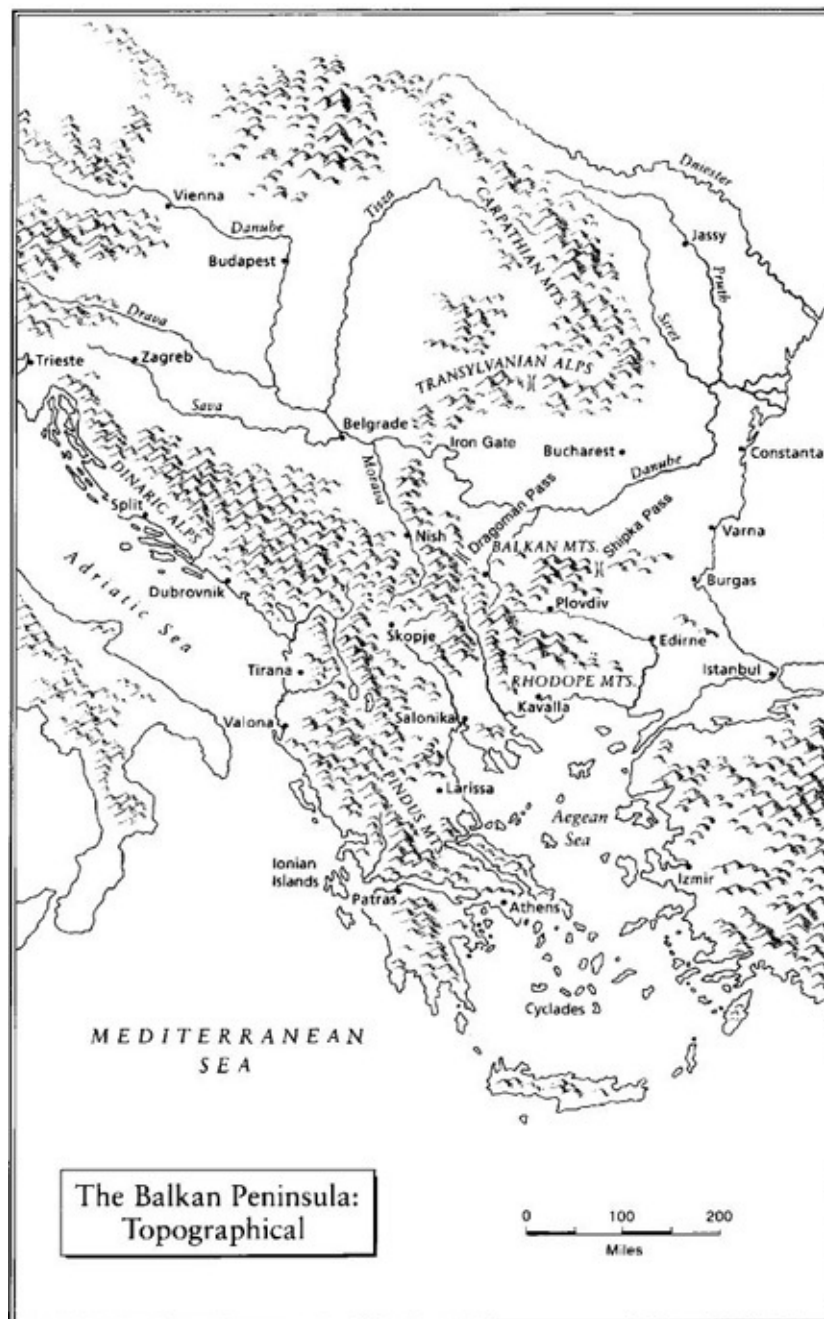 Dniester
Vienna
Tisza
CARPATHIAN MTS.
Danube
Jassy
Budapest
Pruth
Siret
Drava
Trieste
Zagreb
TRANSYLVANIAN ALPS
Sava
Belgrade
Iron Gate
Bucharest
Constanta
Morava
Danube
DINARIC ALPS
Split
Dragoman Pass
Shipka Pass
Varna
Nish
BALKAN MTS.
Adriatic Sea
Dubrovnik
Burgas
Plovdiv
Skopje
Edirne
Tirana
RHODOPE MTS.
Istanbul
Kavalla
Valona
Salonika
PINDUS MTS.
Larissa
Aegean
Sea
Ionian
Islands
Izmir
Patras
Athens
Cyclades
MEDITERRANEAN
SEA
The Balkan Peninsula:
Topographical
0 100 200
Miles